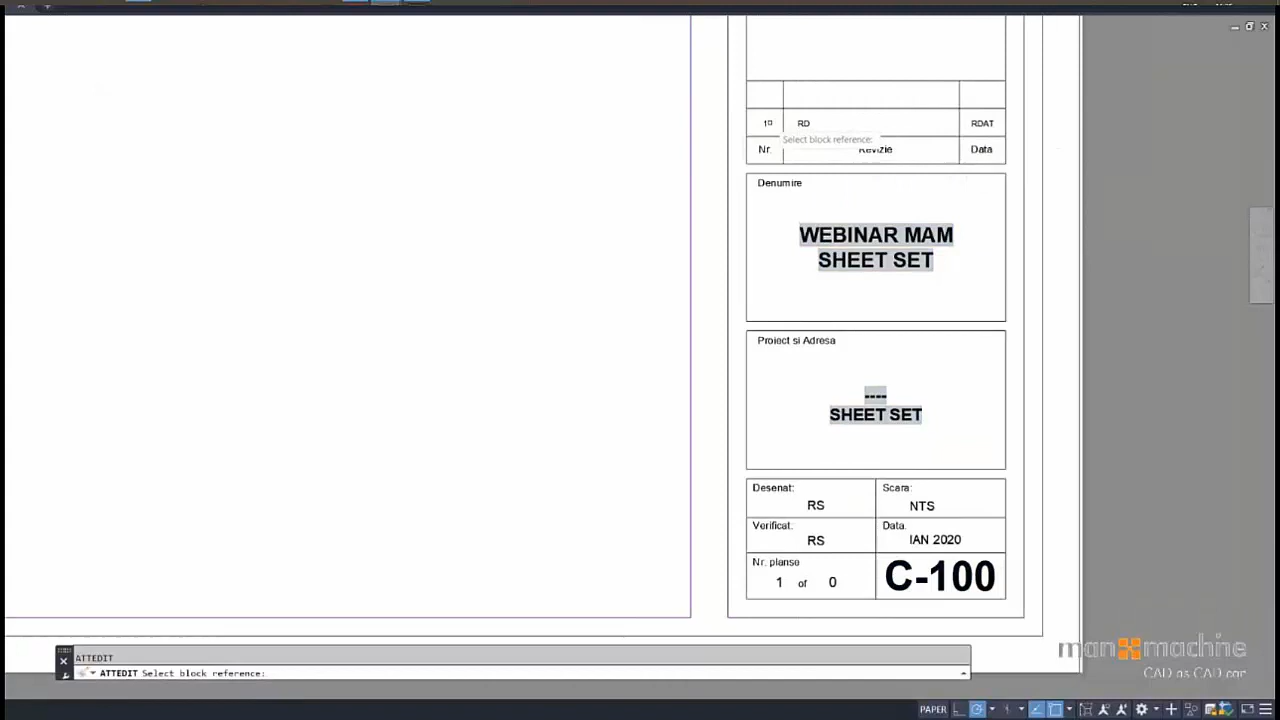 RD
RDAT
Select block reference:
Nr.
Revizie
Data
Denumire
WEBINAR MAM
SHEET SET
Proiect si Adresa
----
SHEET SET
Desenat:
RS
Scara:
NTS
Verificat:
RS
Data.
IAN 2020
Nr. planse
1 of 0
C-100
ATTEDIT
ATTEDIT Select block reference:
man machine
CAD as CAD can
PAPER